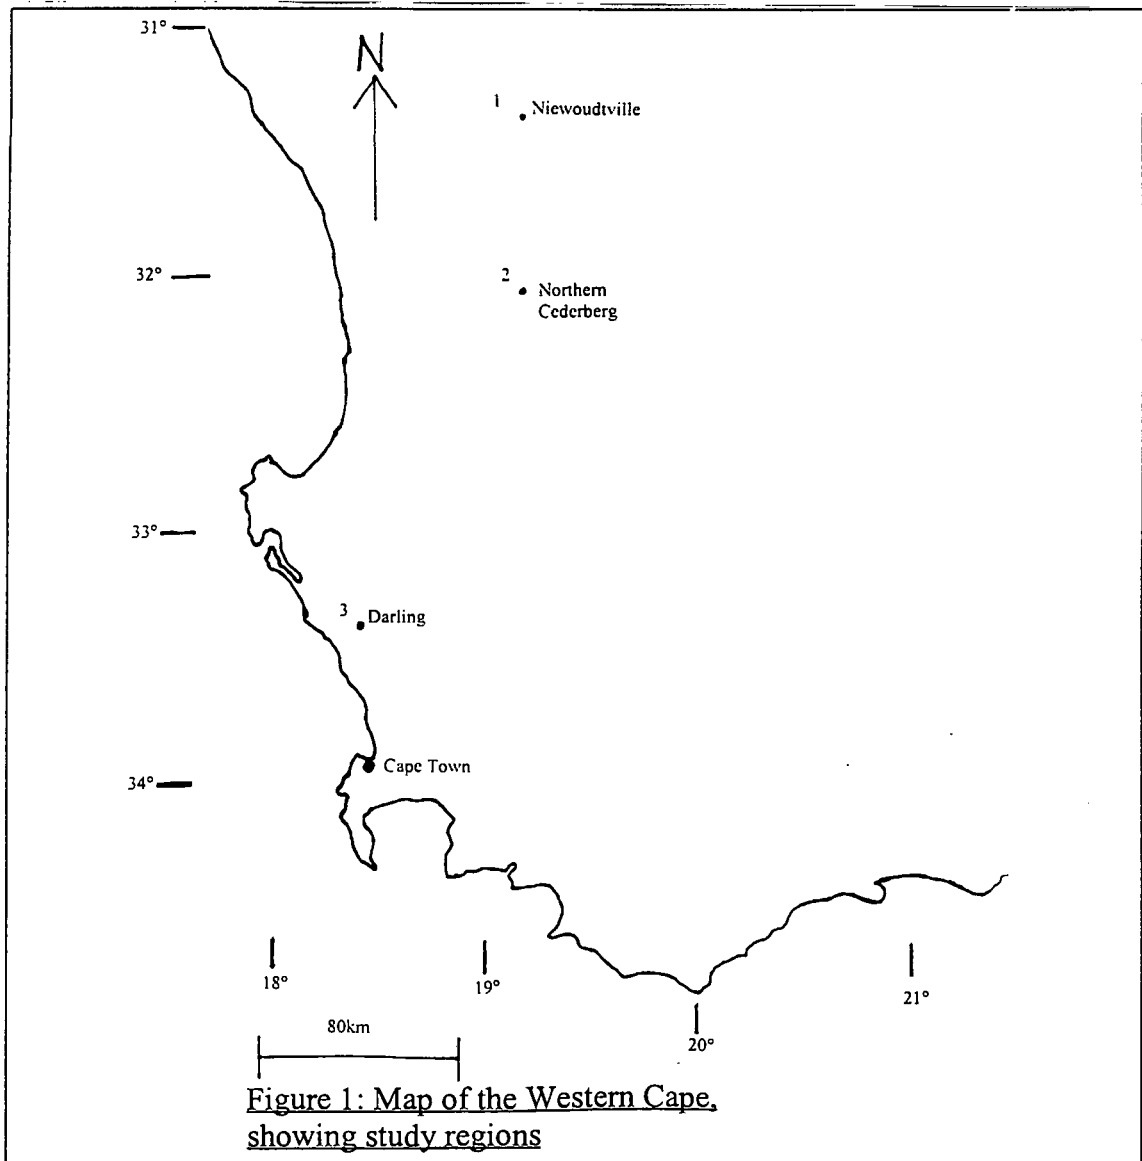 31°
N
1
Niewoudtville
32°
2
Northern
Cederberg
33°
3
Darling
34°
Cape Town
18°
19°
20°
21°
80km
Figure 1: Map of the Western Cape,
showing study regions